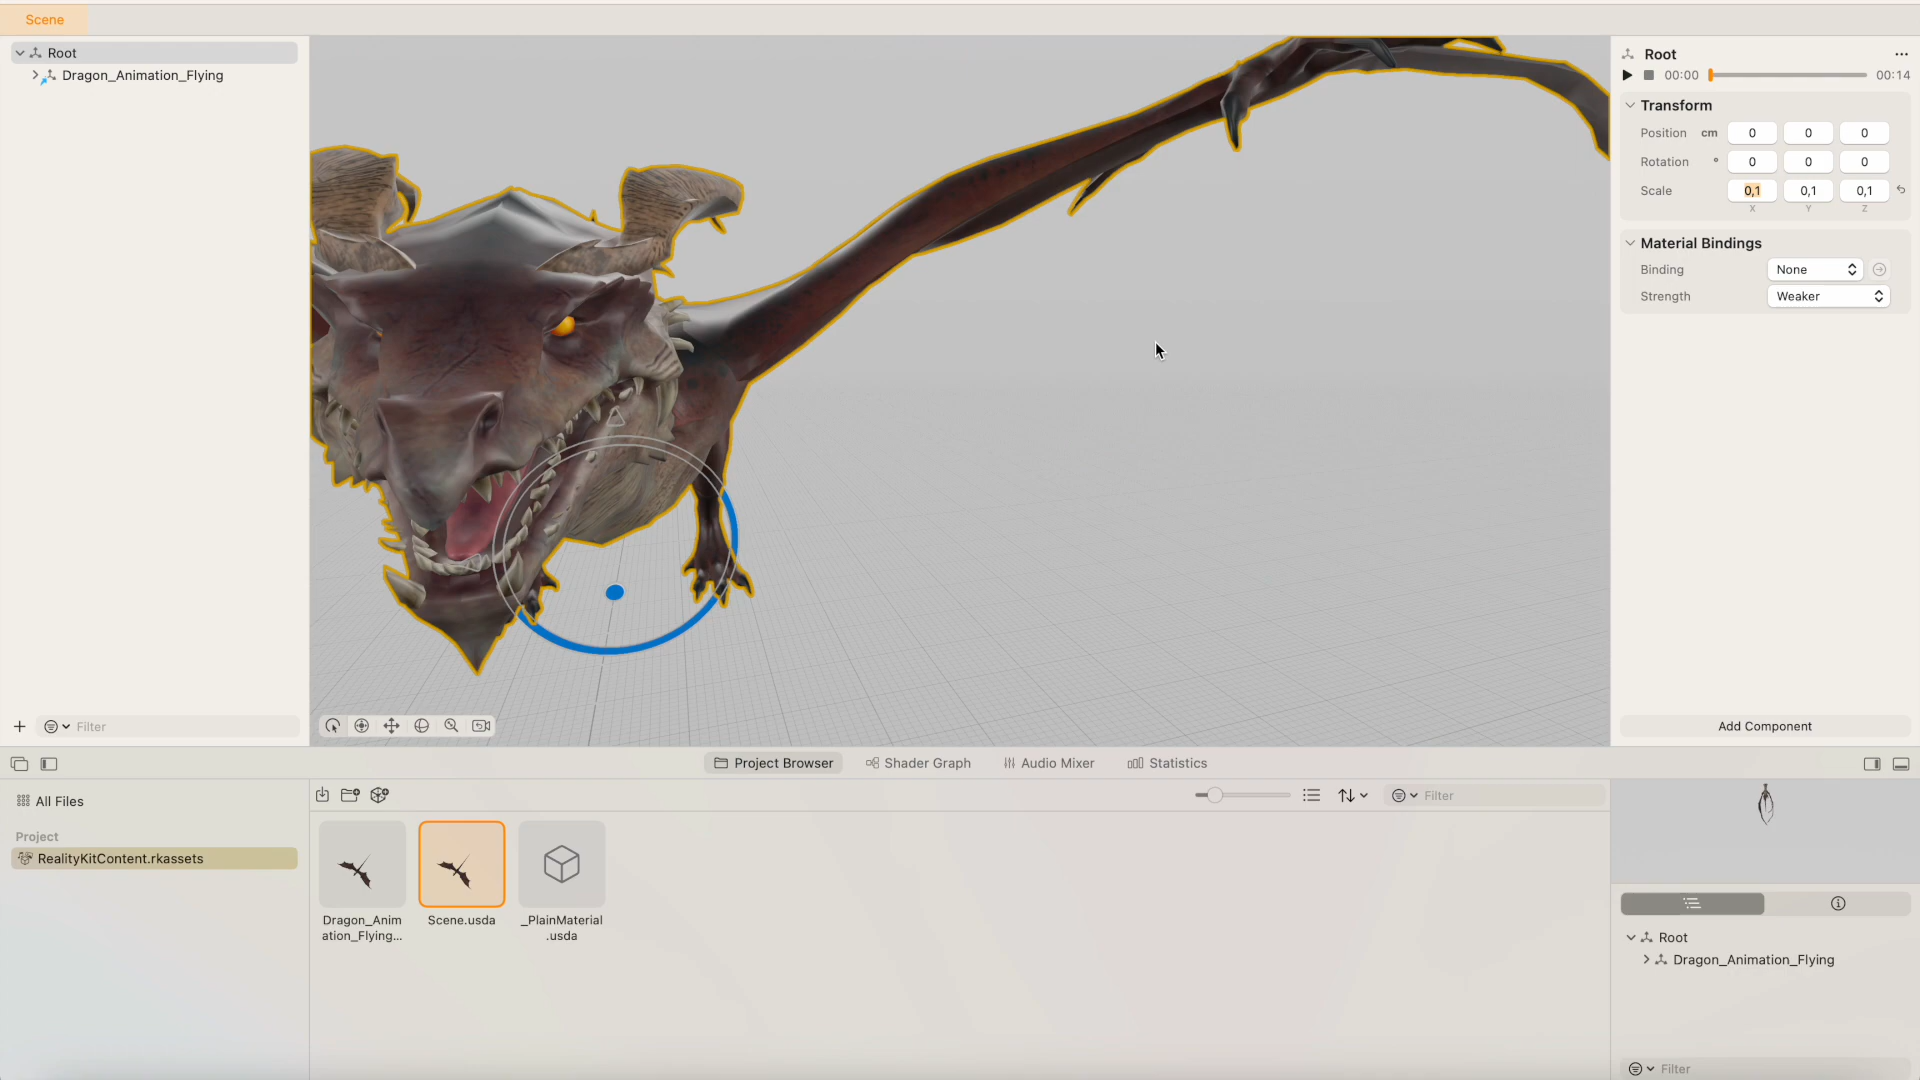 Scene
Root
Dragon_Animation_Flying
Filter
Root
00:00
00:14
Transform
Position cm 0 0 0
Rotation ° 0 0 0
Scale 0,1 0,1 0,1
X Y Z
Material Bindings
Binding None
Strength Weaker
Add Component
Project Browser
Shader Graph
Audio Mixer
Statistics
All Files
Project
RealityKitContent.rkassets
Filter
Dragon_Anim
ation_Flying...
Scene.usda
_PlainMaterial
.usda
Root
Dragon_Animation_Flying
Filter